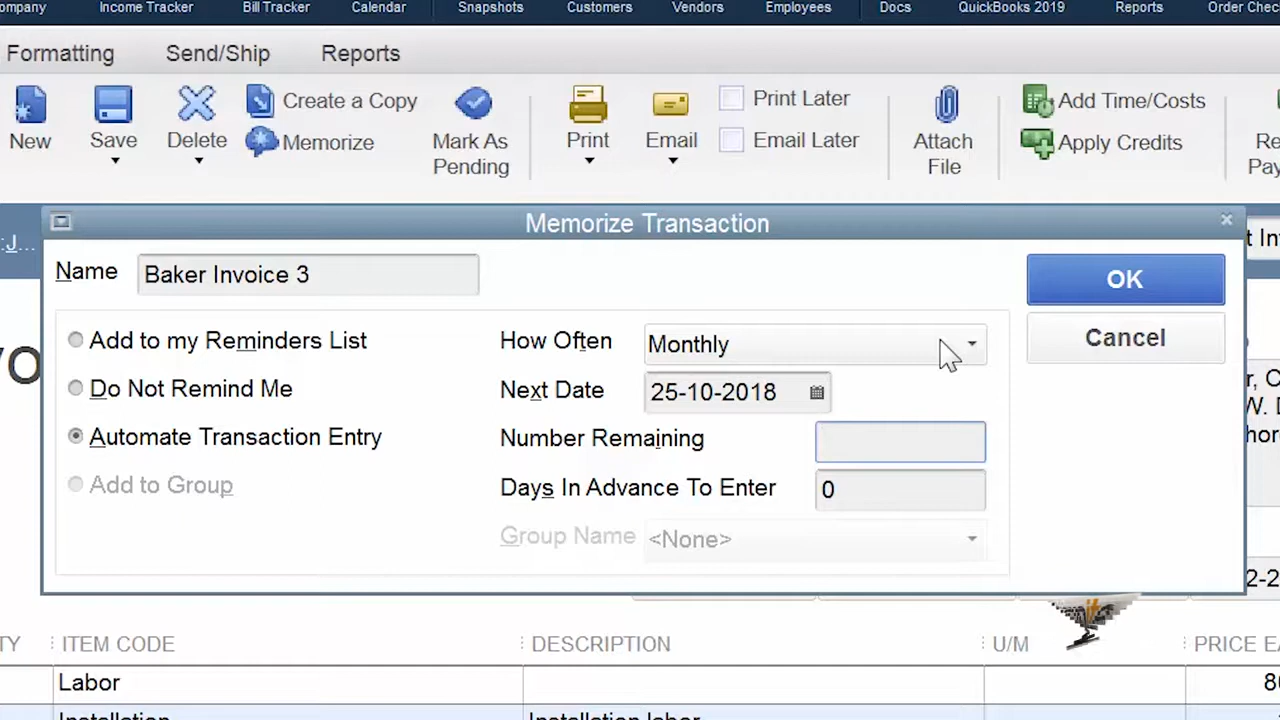 Income Tracker Bill Tracker Calendar Snapshots Customers Vendors Employees Docs QuickBooks 2019 Reports
Formatting Send/Ship Reports
New Save Delete Create a Copy Memorize Mark As Pending Print Email Print Later Email Later Attach File Add Time/Costs Apply Credits
Memorize Transaction
Name Baker Invoice 3 OK
Add to my Reminders List How Often Monthly Cancel
Do Not Remind Me Next Date 25-10-2018
Automate Transaction Entry Number Remaining
Add to Group Days In Advance To Enter 0
Group Name <None>
ITEM CODE DESCRIPTION U/M PRICE
Labor
Installation Installation labor